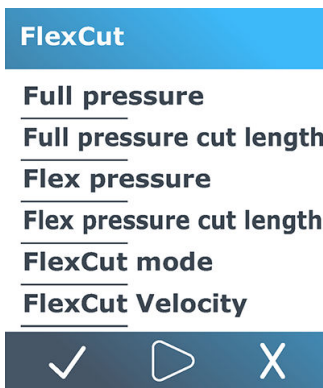 FlexCut
Full pressure
Full pressure cut length
Flex pressure
Flex pressure cut length
FlexCut mode
FlexCut Velocity